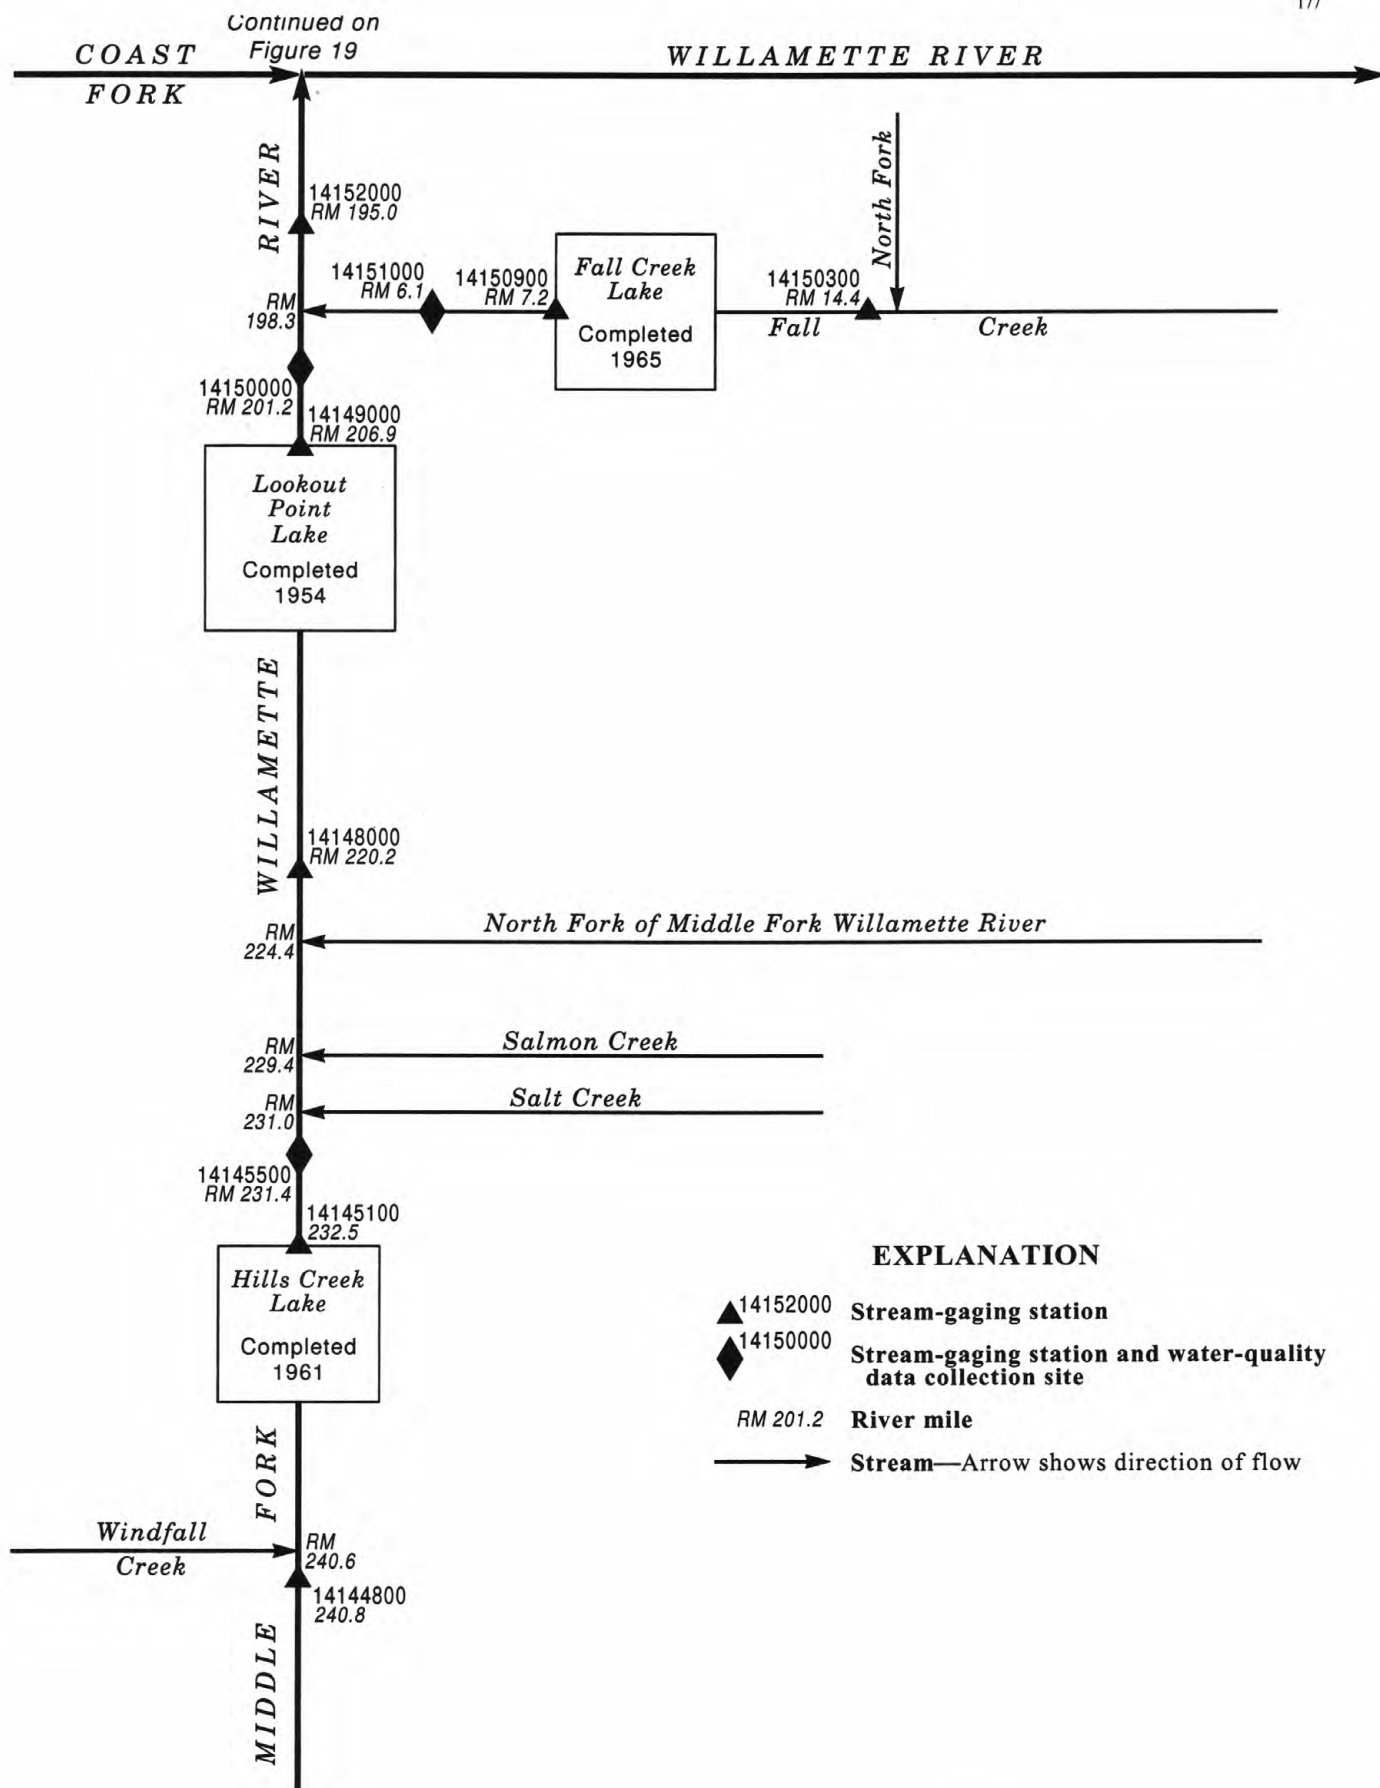 177
Continued on
Figure 19
COAST
FORK
WILLAMETTE RIVER
RIVER
14152000
RM 195.0
North Fork
14151000
RM 6.1
14150900
RM 7.2
Fall Creek
Lake
Completed
1965
14150300
RM 14.4
Fall
Creek
RM
198.3
14150000
RM 201.2
14149000
RM 206.9
Lookout
Point
Lake
Completed
1954
WILLAMETTE
14148000
RM 220.2
RM
224.4
North Fork of Middle Fork Willamette River
RM
229.4
Salmon Creek
RM
231.0
Salt Creek
14145500
RM 231.4
14145100
232.5
Hills Creek
Lake
Completed
1961
FORK
Windfall
Creek
RM
240.6
14144800
240.8
MIDDLE
EXPLANATION
14152000 Stream-gaging station
14150000 Stream-gaging station and water-quality
data collection site
RM 201.2 River mile
Stream—Arrow shows direction of flow